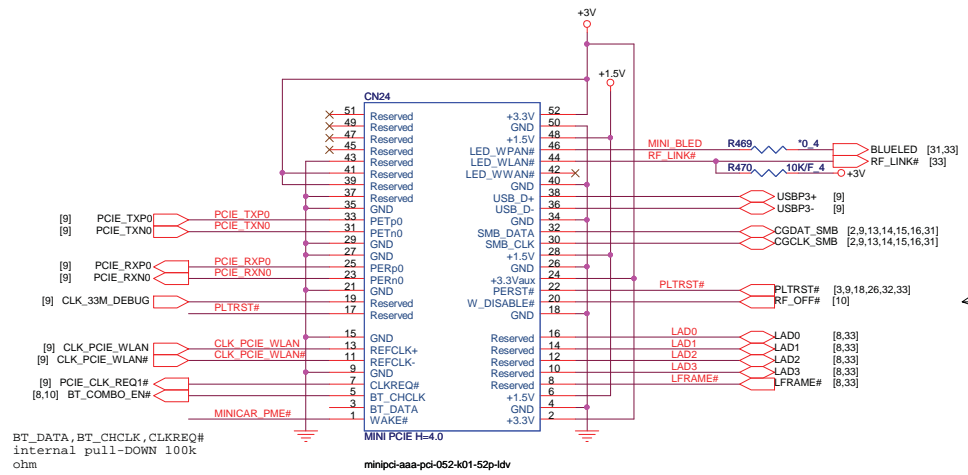 +3V
+1.5V
CN24
51 Reserved +3.3V 52
49 Reserved GND 50
47 Reserved +1.5V 48
45 Reserved LED_WPAN# 46 MINI_BLED R469 *0_4 BLUELED [31,33]
43 Reserved LED_WLAN# 44 RF_LINK# RF_LINK# [33]
41 Reserved LED_WWAN# 42 R470 10K/F_4 +3V
39 Reserved GND 40
37 Reserved USB_D+ 38 USBP3+ [9]
35 GND USB_D- 36 USBP3- [9]
[9] PCIE_TXP0 PCIE_TXP0 33 PETp0 GND 34
[9] PCIE_TXN0 PCIE_TXN0 31 PETn0 SMB_DATA 32 CGDAT_SMB [2,9,13,14,15,16,31]
29 GND SMB_CLK 30 CGCLK_SMB [2,9,13,14,15,16,31]
27 GND +1.5V 28
[9] PCIE_RXP0 PCIE_RXP0 25 PERp0 GND 26
[9] PCIE_RXN0 PCIE_RXN0 23 PERn0 +3.3Vaux 24
21 GND PERST# 22 PLTRST# PLTRST# [3,9,18,26,32,33]
[9] CLK_33M_DEBUG 19 Reserved W_DISABLE# 20 RF_OFF# [10]
PLTRST# 17 Reserved GND 18
15 GND Reserved 16 LAD0 LAD0 [8,33]
[9] CLK_PCIE_WLAN CLK_PCIE_WLAN 13 REFCLK+ Reserved 14 LAD1 LAD1 [8,33]
[9] CLK_PCIE_WLAN# CLK_PCIE_WLAN# 11 REFCLK- Reserved 12 LAD2 LAD2 [8,33]
9 GND Reserved 10 LAD3 LAD3 [8,33]
[9] PCIE_CLK_REQ1# 7 CLKREQ# Reserved 8 LFRAME# LFRAME# [8,33]
[8,10] BT_COMBO_EN# 5 BT_CHCLK +1.5V 6
3 BT_DATA GND 4
MINICAR_PME# 1 WAKE# +3.3V 2
MINI PCIE H=4.0
BT_DATA,BT_CHCLK,CLKREQ#
internal pull-DOWN 100k
ohm
minipci-aaa-pci-052-k01-52p-ldv